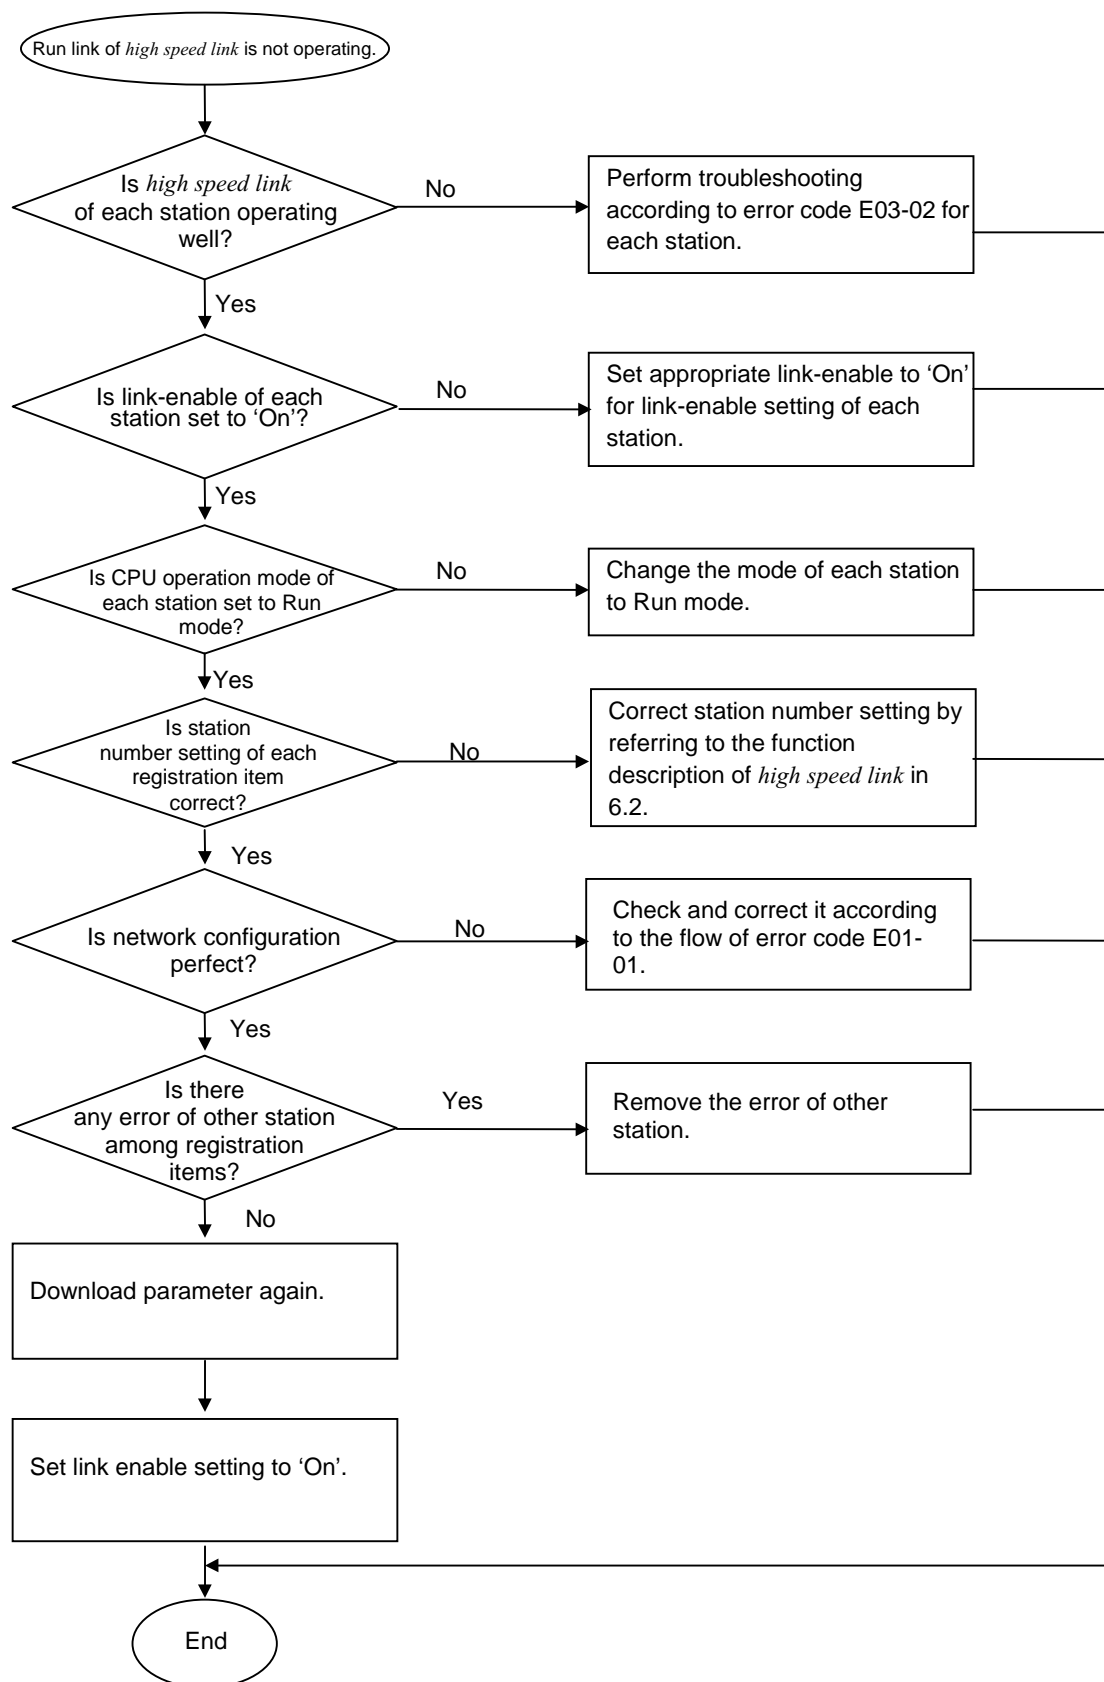 Run link of high speed link is not operating.
Is high speed link
of each station operating
well?
No
Perform troubleshooting
according to error code E03-02 for
each station.
Yes
Is link-enable of each
station set to ‘On’?
No
Set appropriate link-enable to ‘On’
for link-enable setting of each
station.
Yes
Is CPU operation mode of
each station set to Run
mode?
No
Change the mode of each station
to Run mode.
Yes
Is station
number setting of each
registration item
correct?
No
Correct station number setting by
referring to the function
description of high speed link in
6.2.
Yes
Is network configuration
perfect?
No
Check and correct it according
to the flow of error code E01-
01.
Yes
Is there
any error of other station
among registration
items?
Yes
Remove the error of other
station.
No
Download parameter again.
Set link enable setting to ‘On’.
End